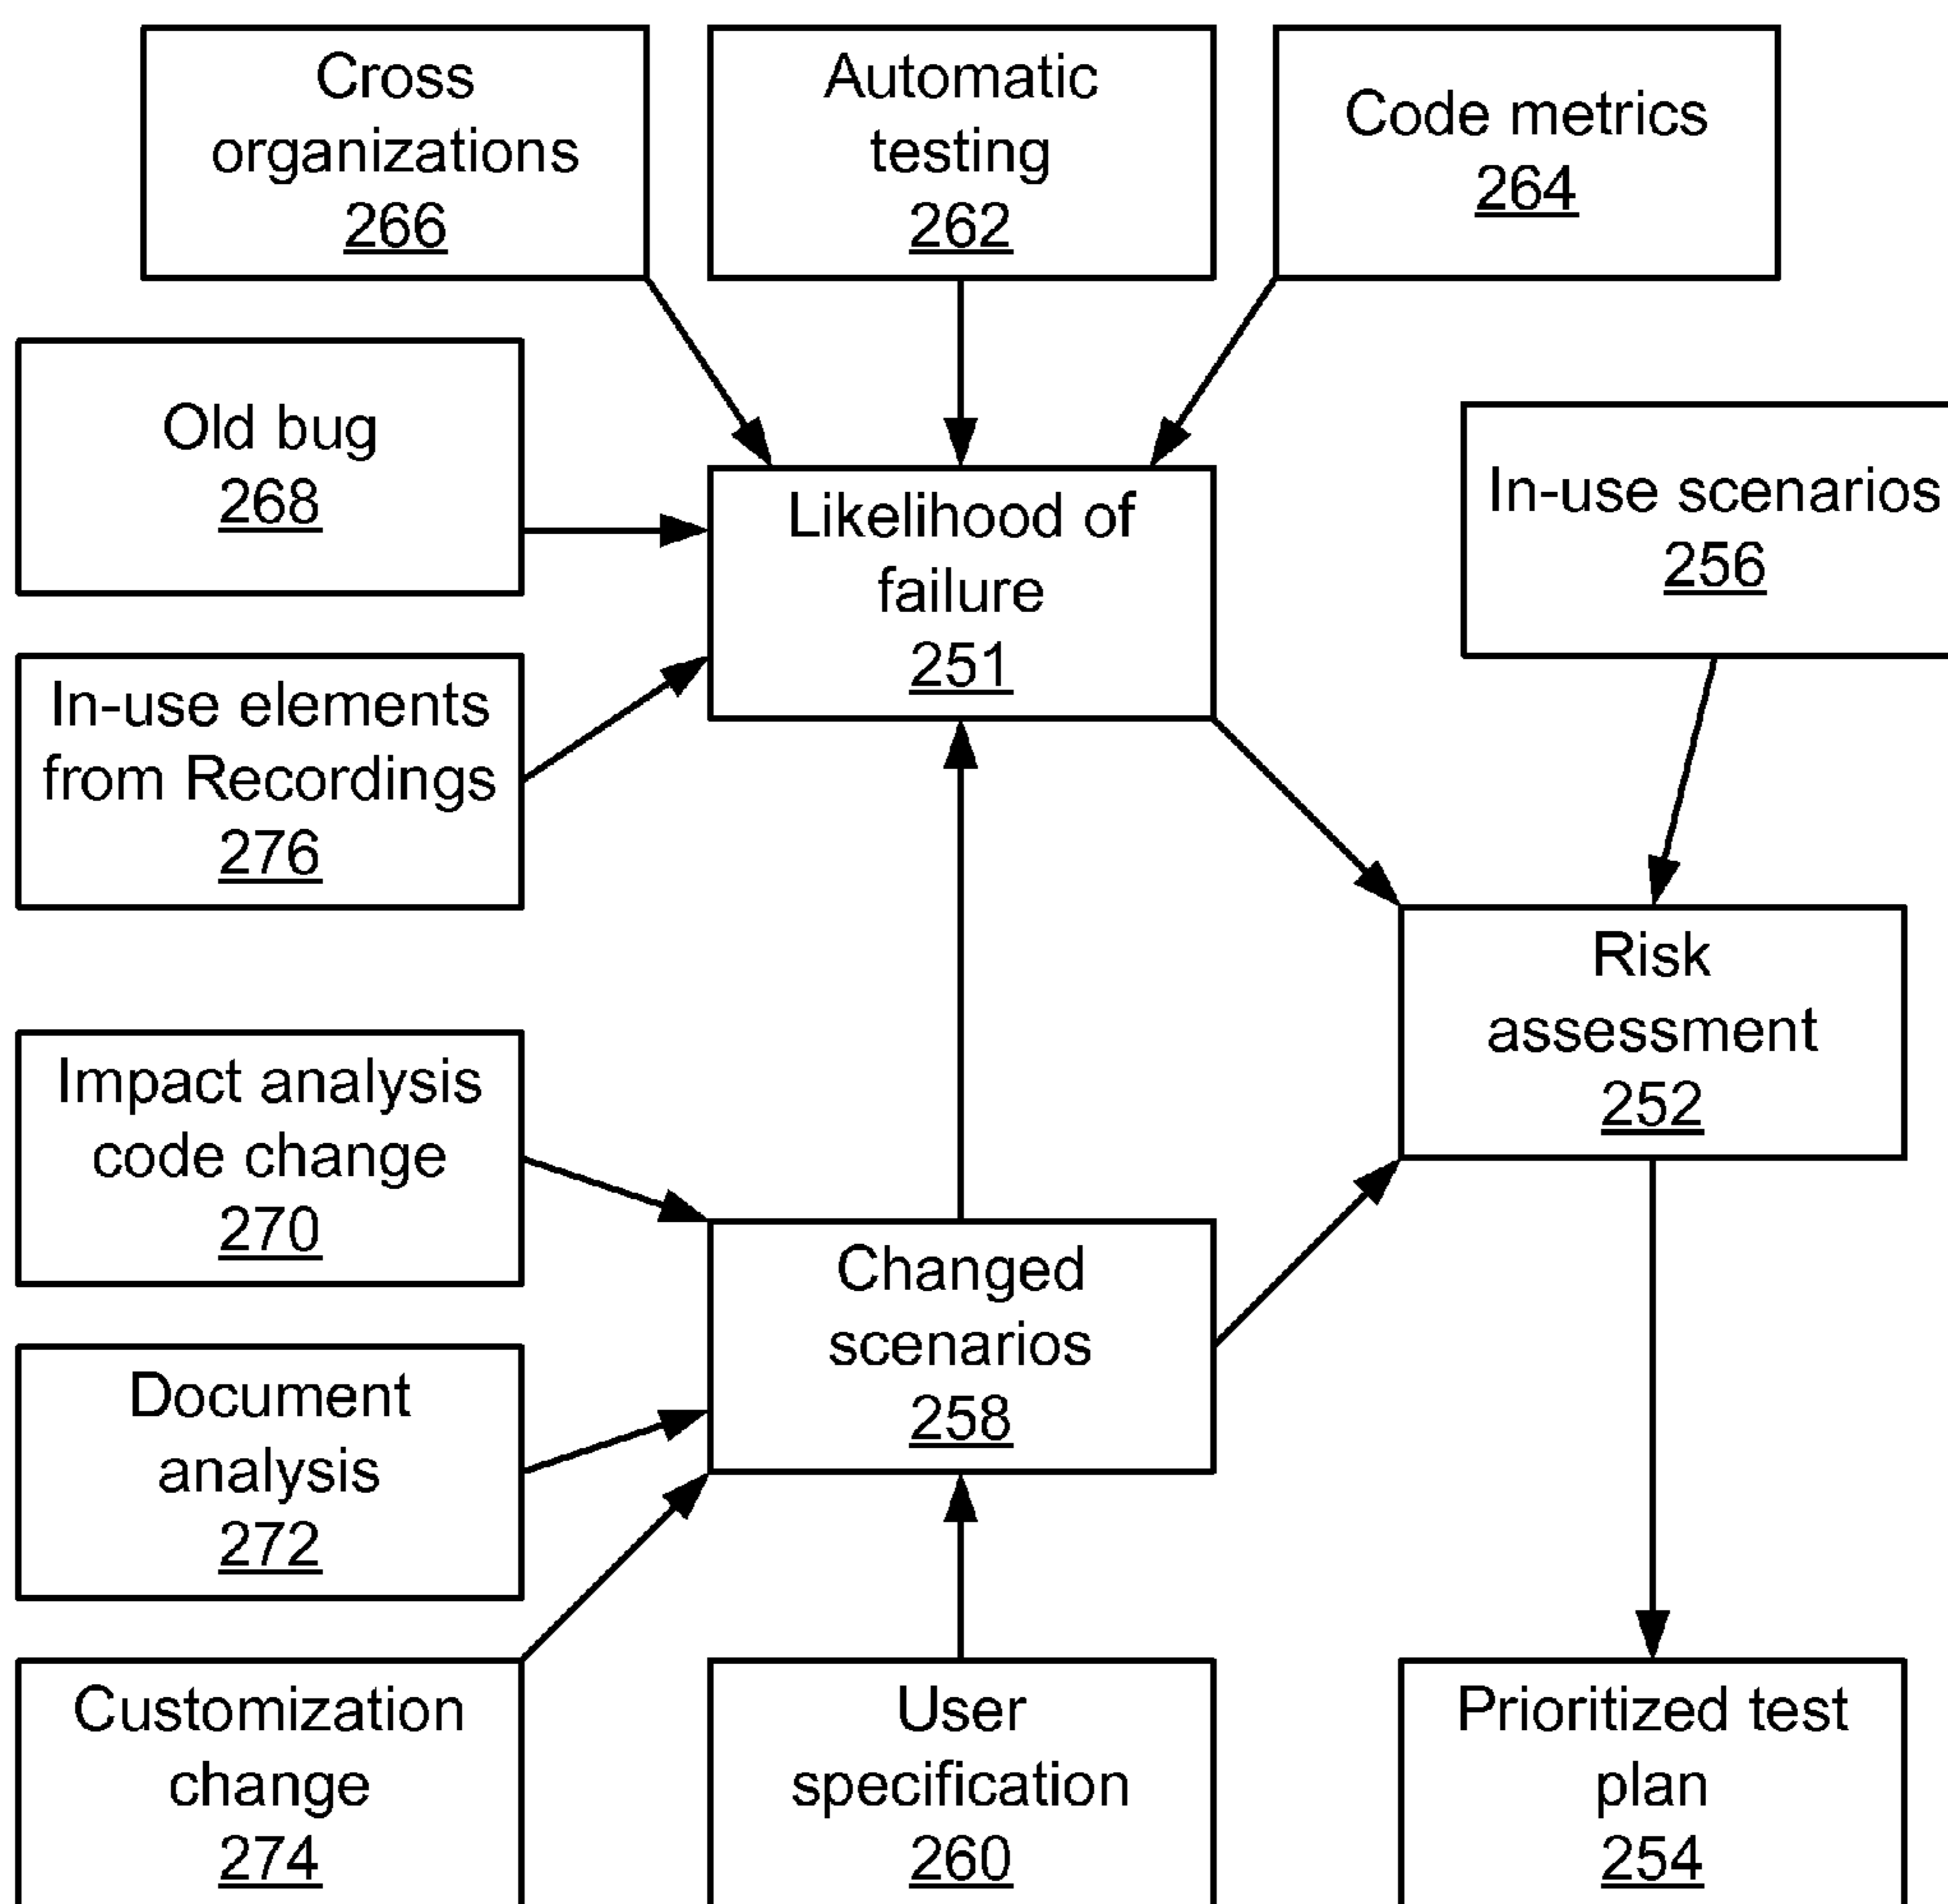 Cross
organizations
266
Automatic
testing
262
Code metrics
264
Old bug
268
Likelihood of
failure
251
In-use scenarios
256
In-use elements
from Recordings
276
Risk
assessment
252
Impact analysis
code change
270
Changed
scenarios
258
Document
analysis
272
Customization
change
274
User
specification
260
Prioritized test
plan
254